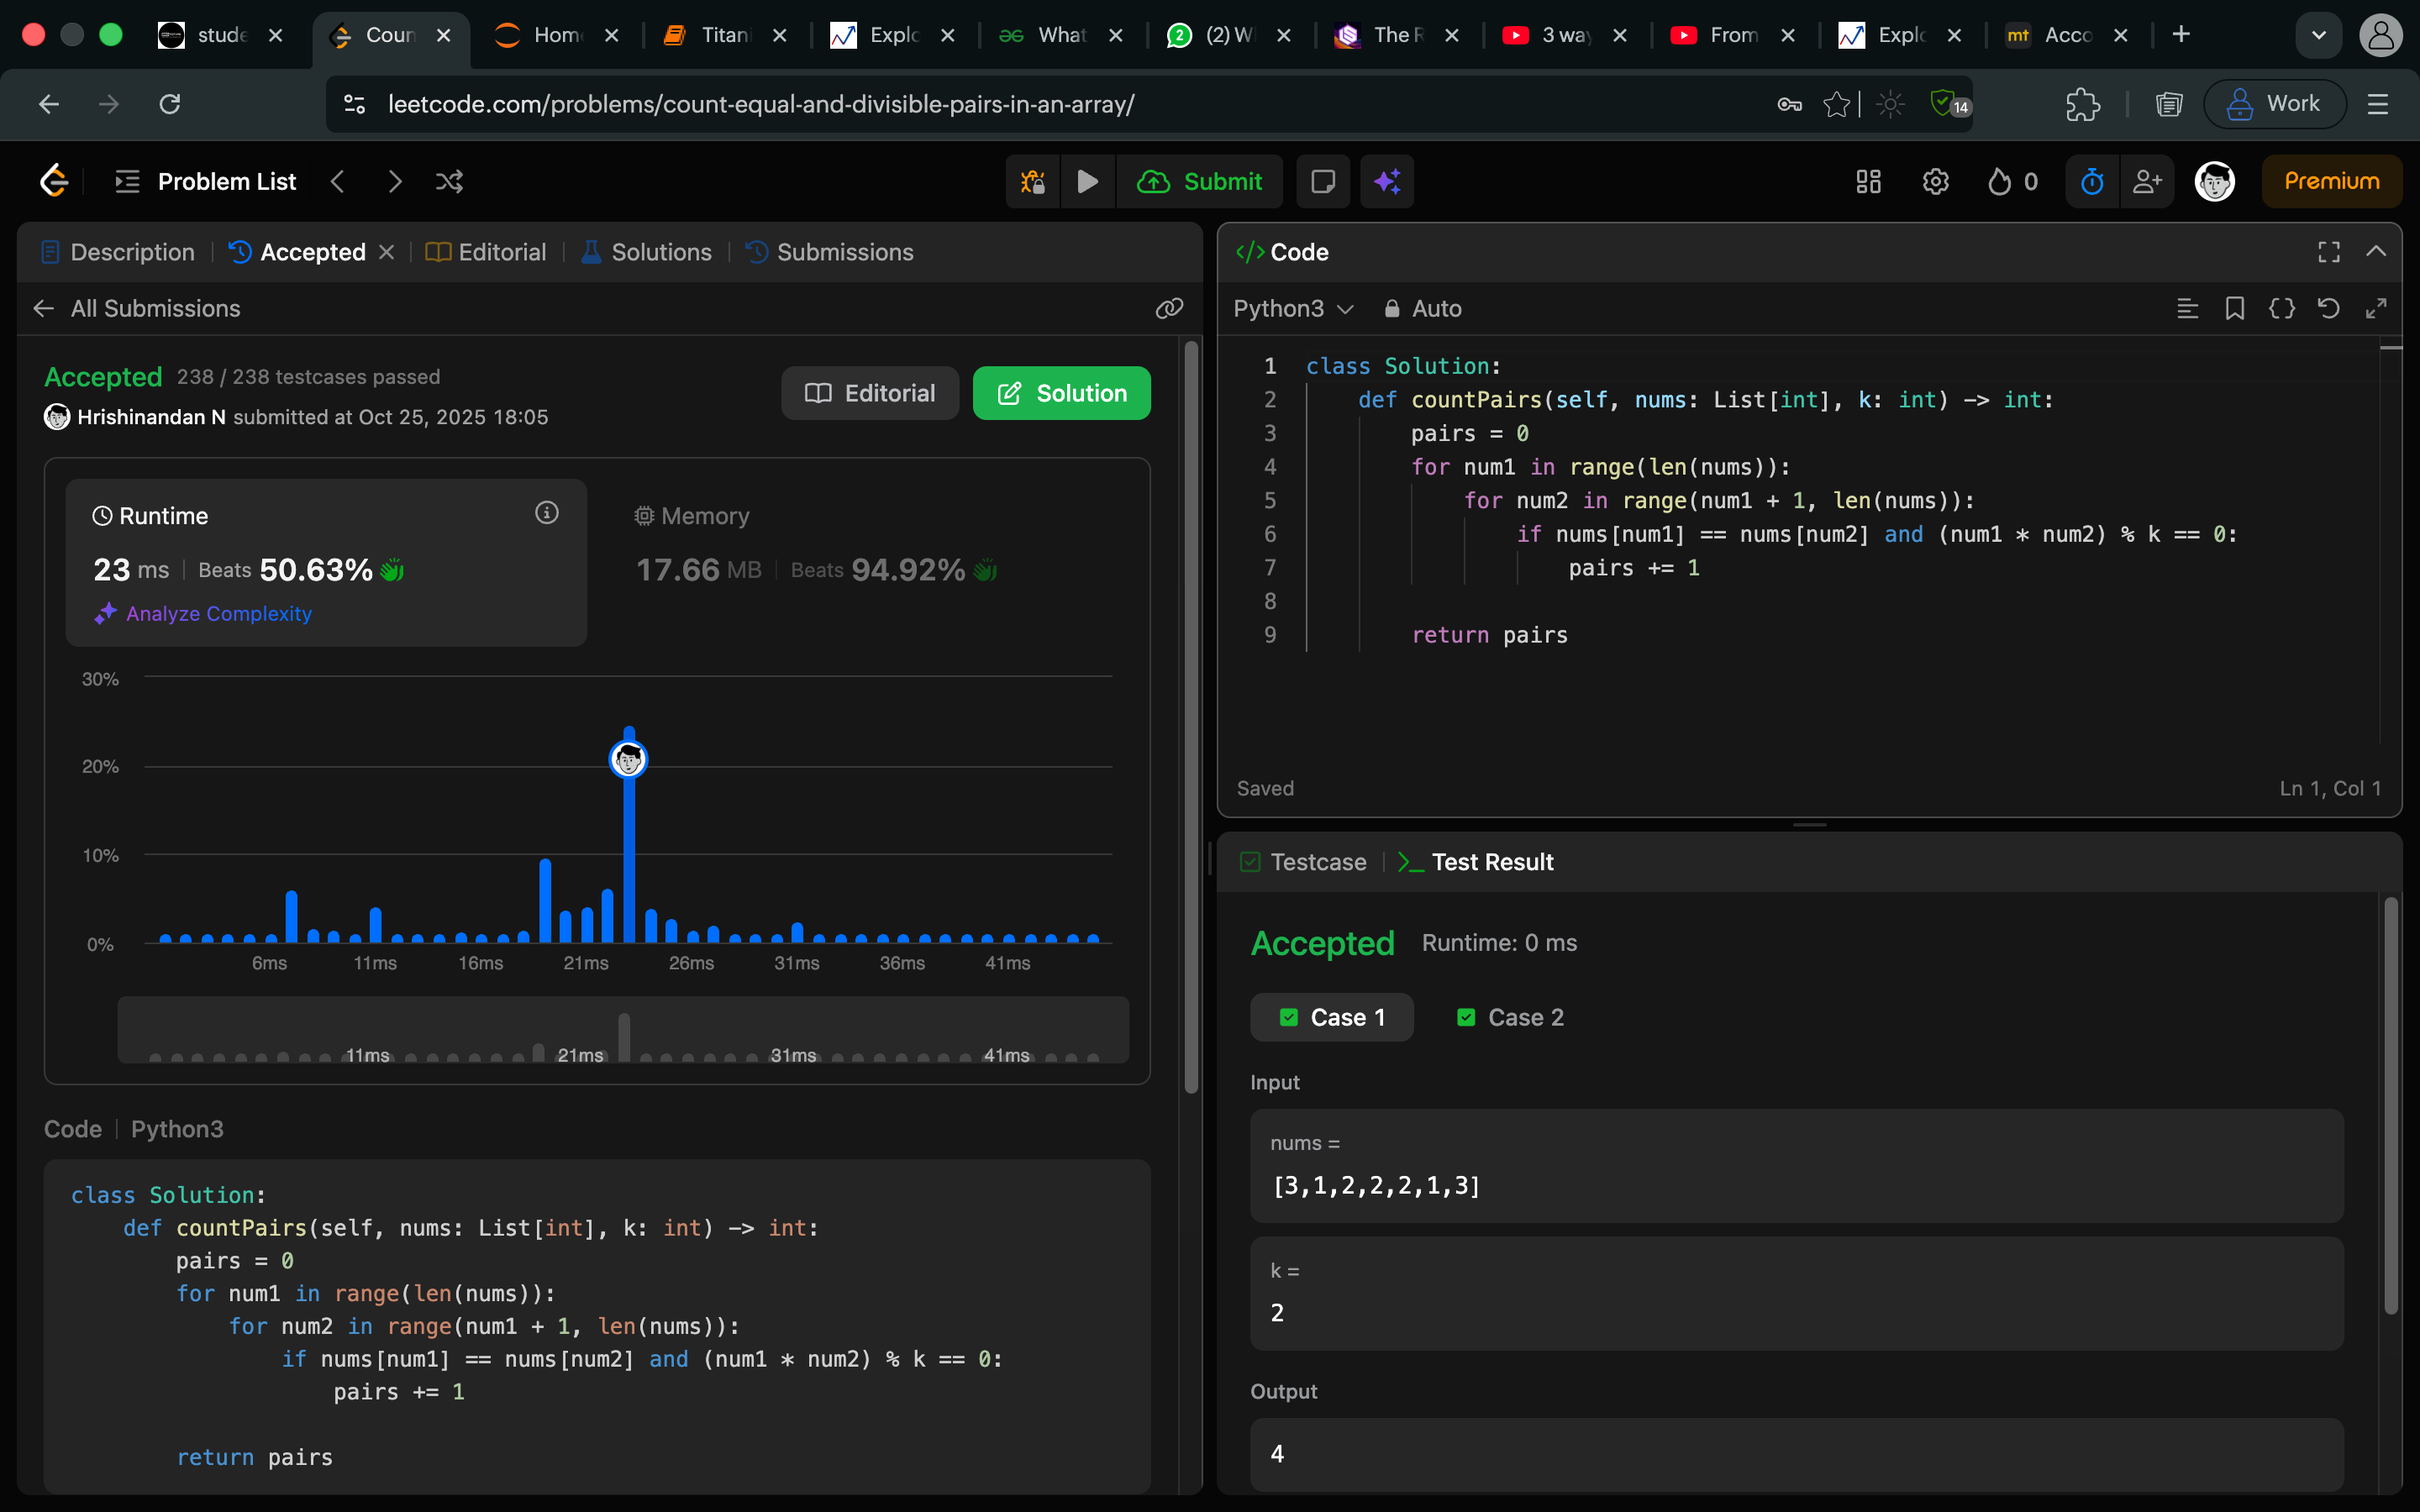 stude
Coun
Home
Titani
Explo
What
(2) W
The R
3 way
From
Explo
mt Acco
leetcode.com/problems/count-equal-and-divisible-pairs-in-an-array/
14
Work
Problem List
Submit
0
Premium
Description
Accepted
Editorial
Solutions
Submissions
All Submissions
Accepted 238 / 238 testcases passed
Hrishinandan N submitted at Oct 25, 2025 18:05
Editorial
Solution
Runtime
23 ms Beats 50.63%
Analyze Complexity
Memory
17.66 MB Beats 94.92%
30%
20%
10%
0%
6ms 11ms 16ms 21ms 26ms 31ms 36ms 41ms
11ms 21ms 31ms 41ms
Code | Python3
class Solution:
    def countPairs(self, nums: List[int], k: int) -> int:
        pairs = 0
        for num1 in range(len(nums)):
            for num2 in range(num1 + 1, len(nums)):
                if nums[num1] == nums[num2] and (num1 * num2) % k == 0:
                    pairs += 1
        return pairs
</> Code
Python3
Auto
1 class Solution:
2     def countPairs(self, nums: List[int], k: int) -> int:
3         pairs = 0
4         for num1 in range(len(nums)):
5             for num2 in range(num1 + 1, len(nums)):
6                 if nums[num1] == nums[num2] and (num1 * num2) % k == 0:
7                     pairs += 1
8
9         return pairs
Saved
Ln 1, Col 1
Testcase
Test Result
Accepted Runtime: 0 ms
Case 1
Case 2
Input
nums =
[3,1,2,2,2,1,3]
k =
2
Output
4